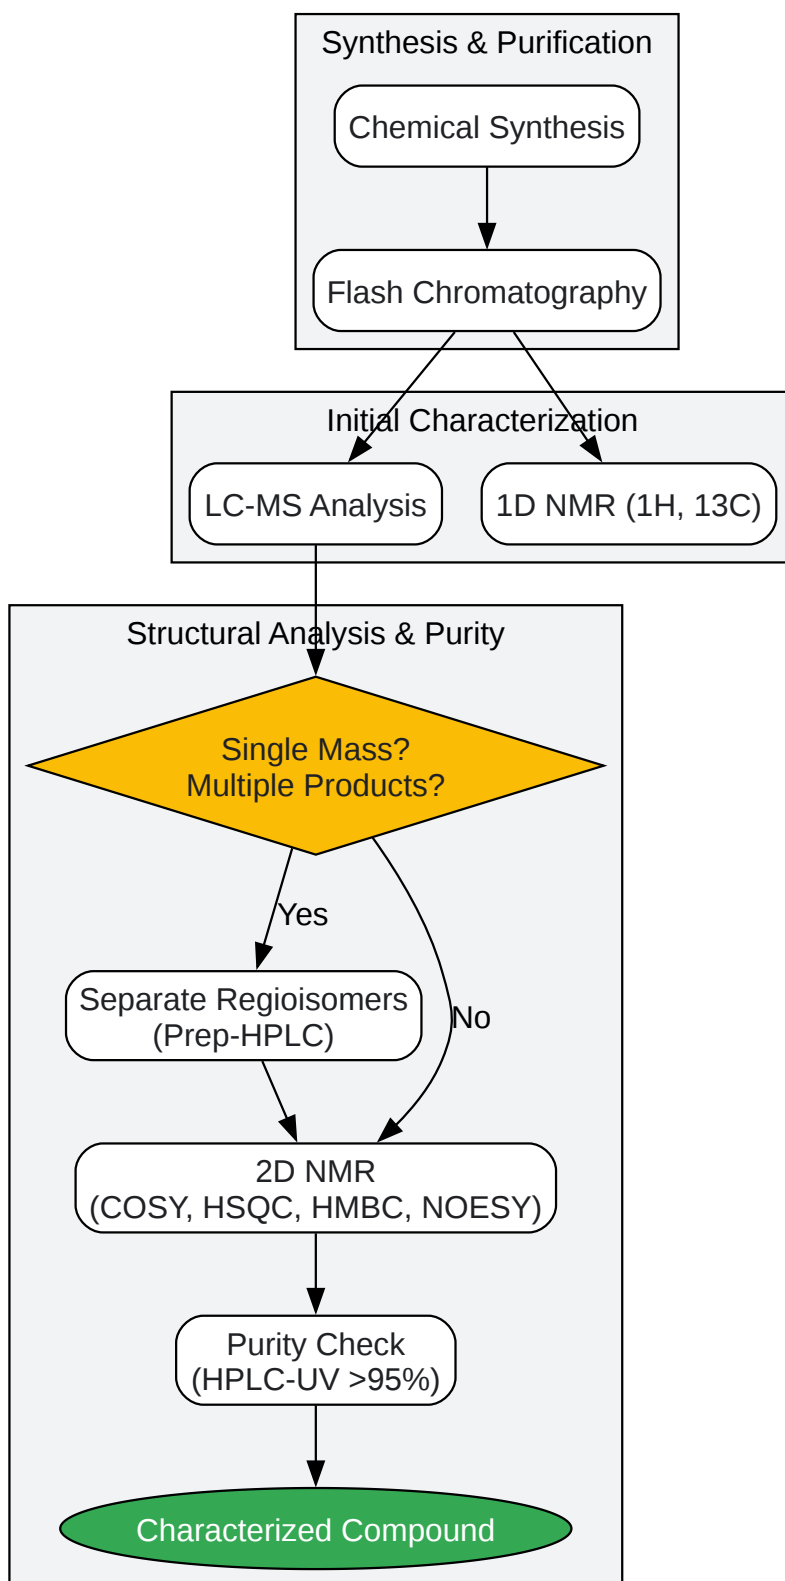 Synthesis & Purification
Chemical Synthesis
Flash Chromatography
Initial Characterization
LC-MS Analysis
1D NMR (1H, 13C)
Structural Analysis & Purity
Single Mass?
Multiple Products?
Yes
Separate Regioisomers
(Prep-HPLC)
No
2D NMR
(COSY, HSQC, HMBC, NOESY)
Purity Check
(HPLC-UV >95%)
Characterized Compound